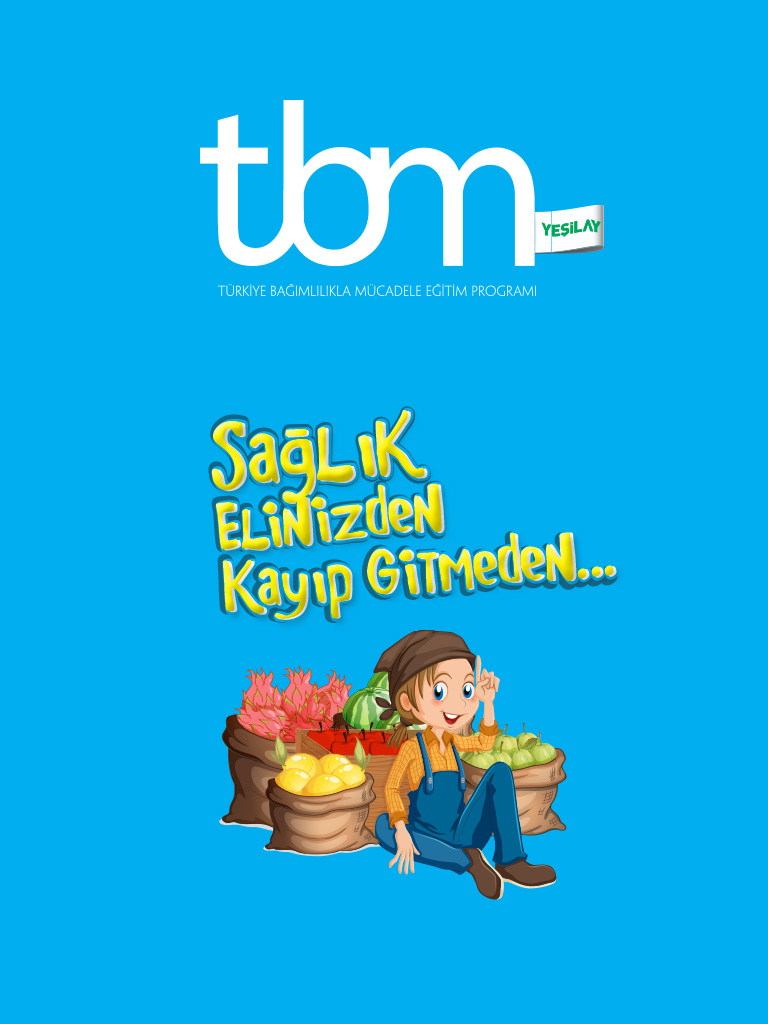 tbm
YEŞİLAY
TÜRKİYE BAĞIMLILIKLA MÜCADELE EĞİTİM PROGRAMI
SağLıK
ELiNizden
Kayıp GiTMeden...